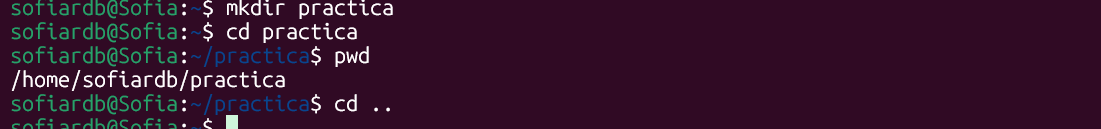 sofiardb@Sofia:~$ mkdir practica
sofiardb@Sofia:~$ cd practica
sofiardb@Sofia:~/practica$ pwd
/home/sofiardb/practica
sofiardb@Sofia:~/practica$ cd ..
sofiardb@Sofia:~$